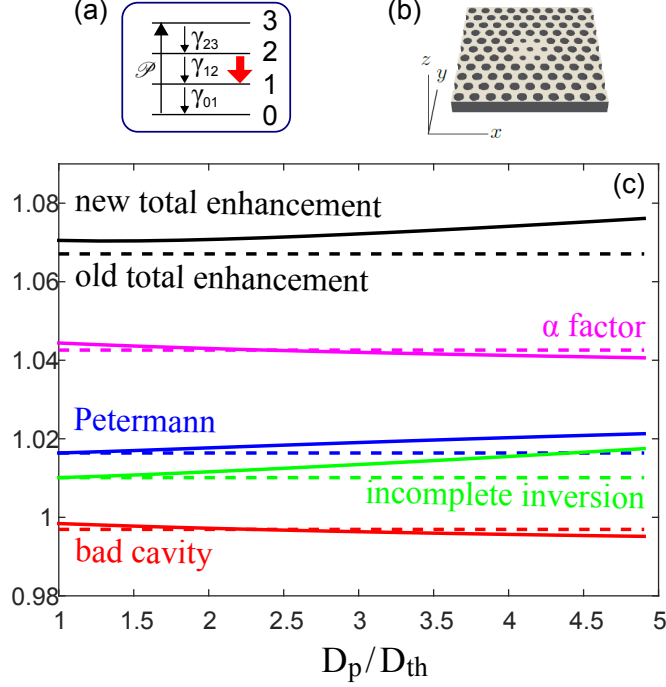 (a)
3
2
1
0
𝒫
γ23
γ12
γ01
(b)
z
y
x
(c)
1.08
1.06
1.04
1.02
1
0.98
new total enhancement
old total enhancement
α factor
Petermann
incomplete inversion
bad cavity
1 1.5 2 2.5 3 3.5 4 4.5 5
Dp/Dth